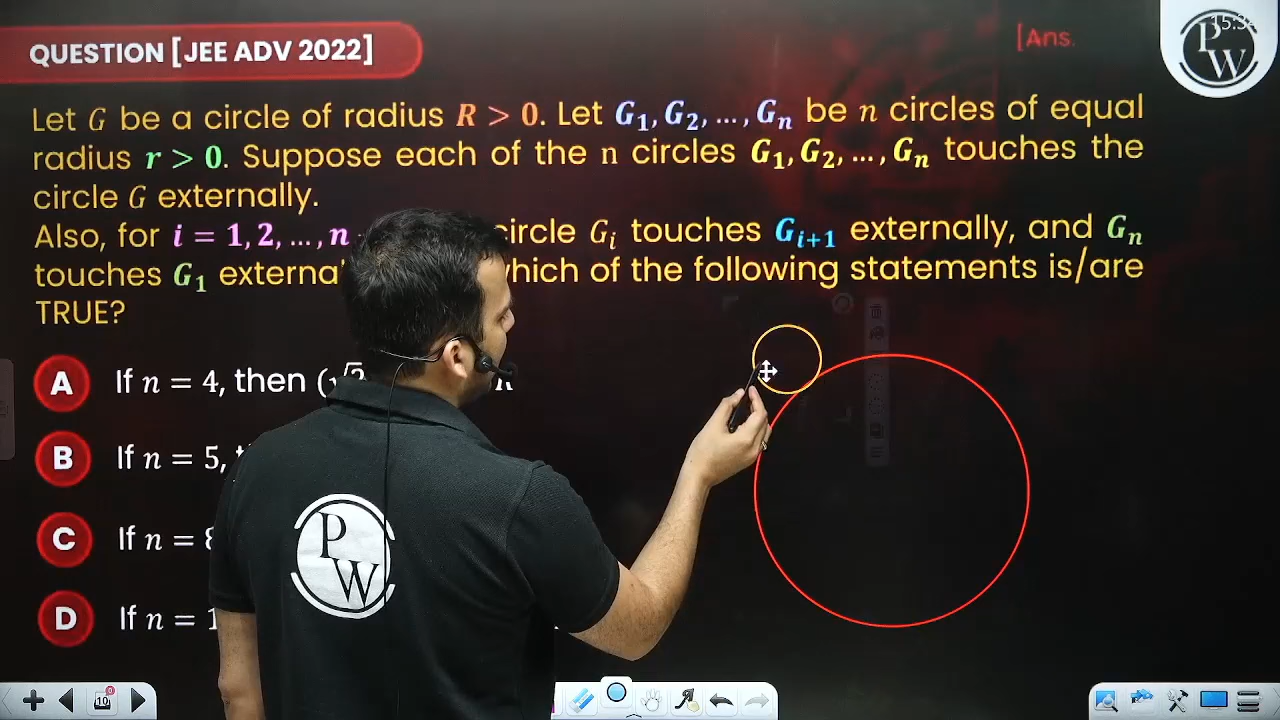 QUESTION [JEE ADV 2022]
[Ans.
PW
Let G be a circle of radius R > 0. Let G₁, G₂, ..., Gₙ be n circles of equal
radius r > 0. Suppose each of the n circles G₁, G₂, ..., Gₙ touches the
circle G externally.
Also, for i = 1, 2, ..., n circle Gᵢ touches Gᵢ₊₁ externally, and Gₙ
touches G₁ which of the following statements is/are
TRUE?
A If n = 4, then
B If n = 5,
C If n =
D If n =
PW
10